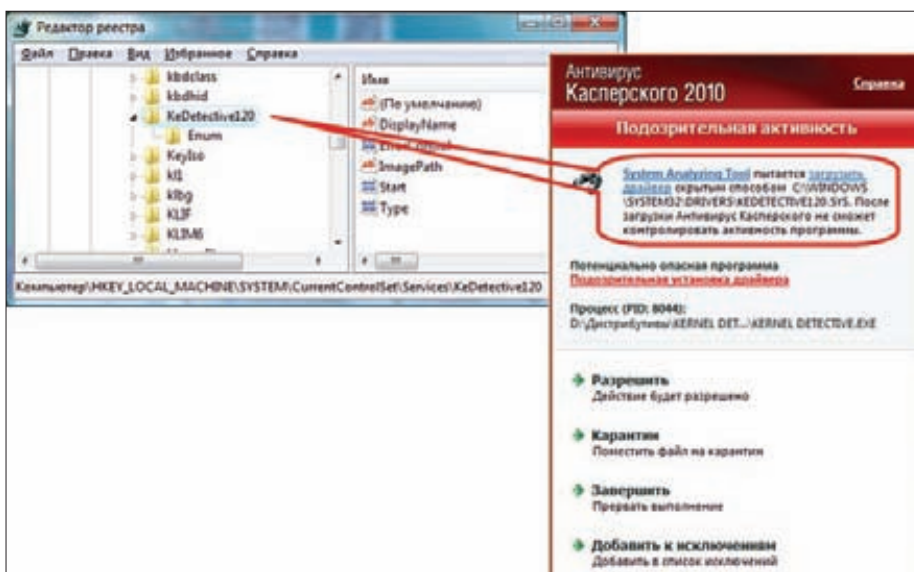 Редактор реестра
Файл Правка Вид Избранное Справка
kbdclass
kbdhid
KeDetective120
Enum
KeyIso
kl1
klbg
KLIF
KLIM6
Имя
(По умолчанию)
DisplayName
ImagePath
Start
Type
Компьютер\HKEY_LOCAL_MACHINE\SYSTEM\CurrentControlSet\Services\KeDetective120
Антивирус
Касперского 2010
Справка
Подозрительная активность
System Analyzing Tool пытается загрузить
драйвер скрытым способом C:\WINDOWS
\SYSTEM32\DRIVERS\KEDETECTIVE120.SYS. После
загрузки Антивирус Касперского не сможет
контролировать активность программы.
Потенциально опасная программа
Подозрительная установка драйвера
Процесс (PID: 8044):
D:\Дистрибутивы\KERNEL DET...\KERNEL DETECTIVE.EXE
Разрешить
Действие будет разрешено
Карантин
Поместить файл на карантин
Завершить
Прервать выполнение
Добавить к исключениям
Добавить в список исключений